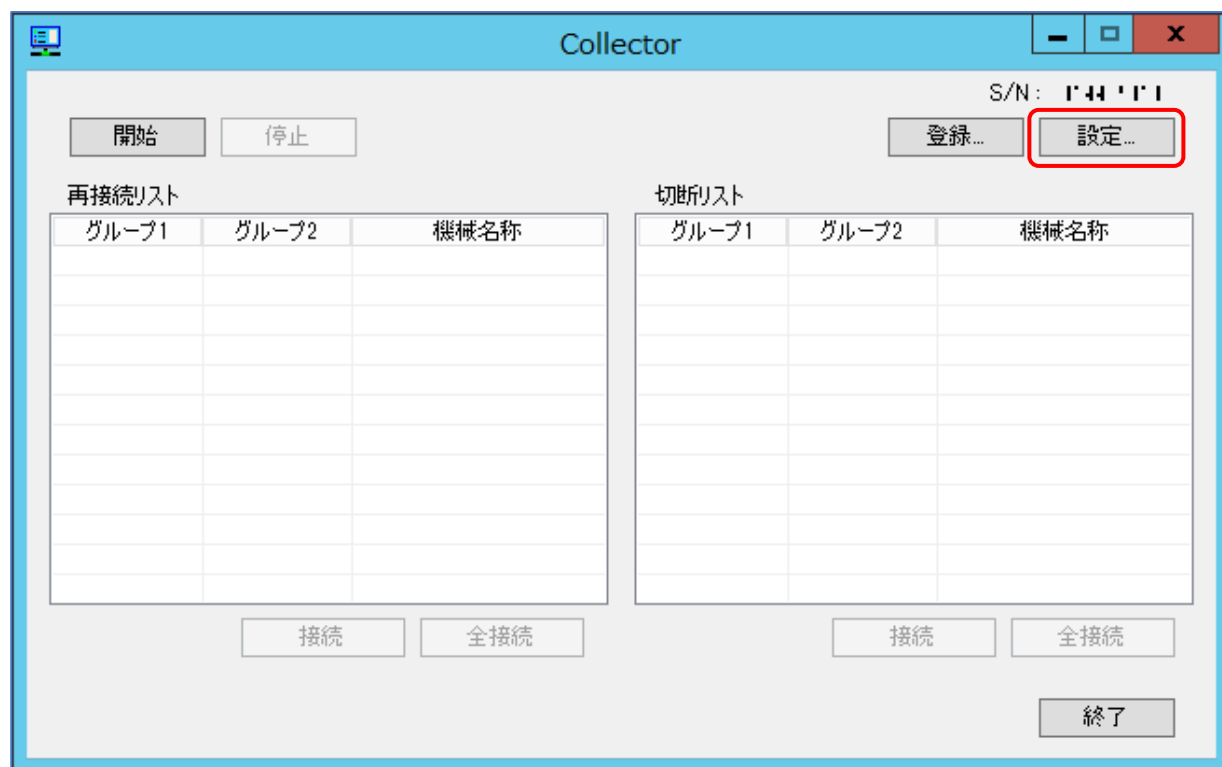 Collector
S/N :
開始 停止 登録... 設定...
再接続リスト 切断リスト
グループ1 グループ2 機械名称 グループ1 グループ2 機械名称
接続 全接続 接続 全接続
終了